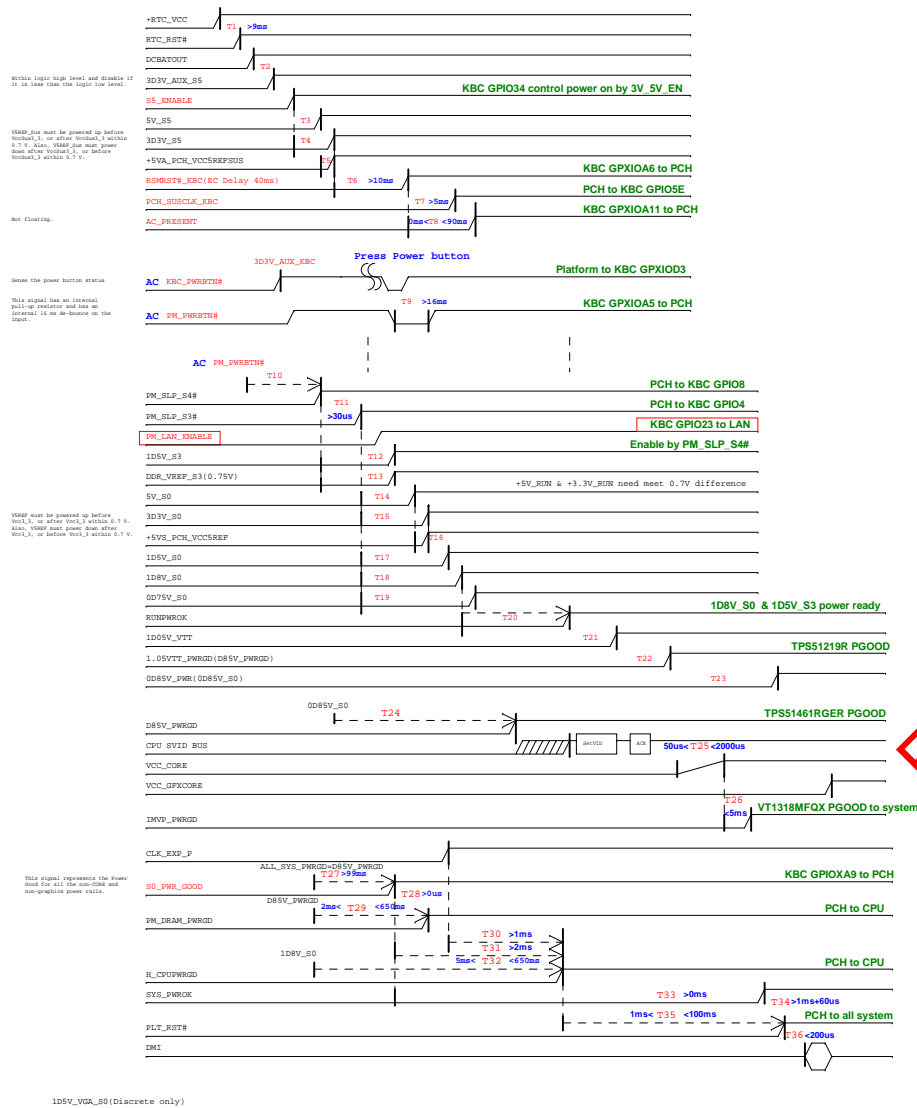 +RTC_VCC
T1 >9ms
RTC_RST#
DCBATOUT
T2
Within logic high level and disable if
it is less than the logic low level.
3D3V_AUX_S5
KBC GPIO34 control power on by 3V_5V_EN
S5_ENABLE
5V_S5
T3
V5REF_Sus must be powered up before
VccSus3_3, or after VccSus3_3 within
0.7 V. Also, V5REF_Sus must power
down after VccSus3_3, or before
VccSus3_3 within 0.7 V.
3D3V_S5
T4
+5VA_PCH_VCC5REFSUS
T5
KBC GPXIOA6 to PCH
RSMRST#_KBC(EC Delay 40ms)
T6 >10ms
PCH to KBC GPIO5E
PCH_SUSCLK_KBC
T7 >5ms
KBC GPXIOA11 to PCH
Not floating.
AC_PRESENT
0ms< T8 <90ms
Press Power button
3D3V_AUX_KBC
Platform to KBC GPXIOD3
Sense the power button status
AC KBC_PWRBTN#
This signal has an internal
pull-up resistor and has an
internal 16 ms de-bounce on the
input.
T9 >16ms
KBC GPXIOA5 to PCH
AC PM_PWRBTN#
AC PM_PWRBTN#
T10
PCH to KBC GPIO8
PM_SLP_S4#
T11
PCH to KBC GPIO4
PM_SLP_S3#
>30us
KBC GPIO23 to LAN
PM_LAN_ENABLE
Enable by PM_SLP_S4#
1D5V_S3
T12
DDR_VREF_S3(0.75V)
T13
+5V_RUN & +3.3V_RUN need meet 0.7V difference
5V_S0
T14
V5REF must be powered up before
Vcc3_3, or after Vcc3_3 within 0.7 V.
Also, V5REF must power down after
Vcc3_3, or before Vcc3_3 within 0.7 V.
3D3V_S0
T15
+5VS_PCH_VCC5REF
T16
1D5V_S0
T17
1D8V_S0
T18
0D75V_S0
T19
1D8V_S0 & 1D5V_S3 power ready
RUNPWROK
T20
1D05V_VTT
T21
TPS51219R PGOOD
1.05VTT_PWRGD(D85V_PWRGD)
T22
0D85V_PWR(0D85V_S0)
T23
0D85V_S0
T24
TPS51461RGER PGOOD
D85V_PWRGD
CPU SVID BUS
SetVID
ACK
50us< T25 <2000us
VCC_CORE
VCC_GFXCORE
T26
<5ms
VT1318MFQX PGOOD to system
IMVP_PWRGD
CLK_EXP_P
ALL_SYS_PWRGD=D85V_PWRGD
This signal represents the Power
Good for all the non-CORE and
non-graphics power rails.
T27 >99ms
KBC GPIOXA9 to PCH
S0_PWR_GOOD
T28 >0us
D85V_PWRGD
2ms< T29 <650ms
PCH to CPU
PM_DRAM_PWRGD
T30 >1ms
T31 >2ms
1D8V_S0
5ms< T32 <650ms
PCH to CPU
H_CPUPWRGD
SYS_PWROK
T33 >0ms
T34 >1ms+60us
1ms< T35 <100ms
PCH to all system
PLT_RST#
T36 <200us
DMI
1D5V_VGA_S0(Discrete only)